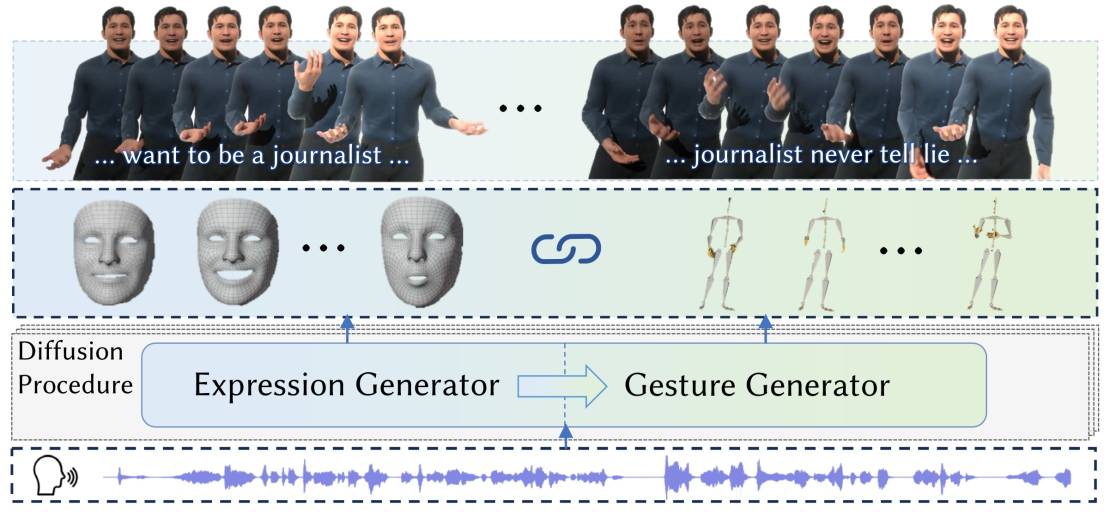 ... want to be a journalist ...
... journalist never tell lie ...
Diffusion
Procedure
Expression Generator
Gesture Generator